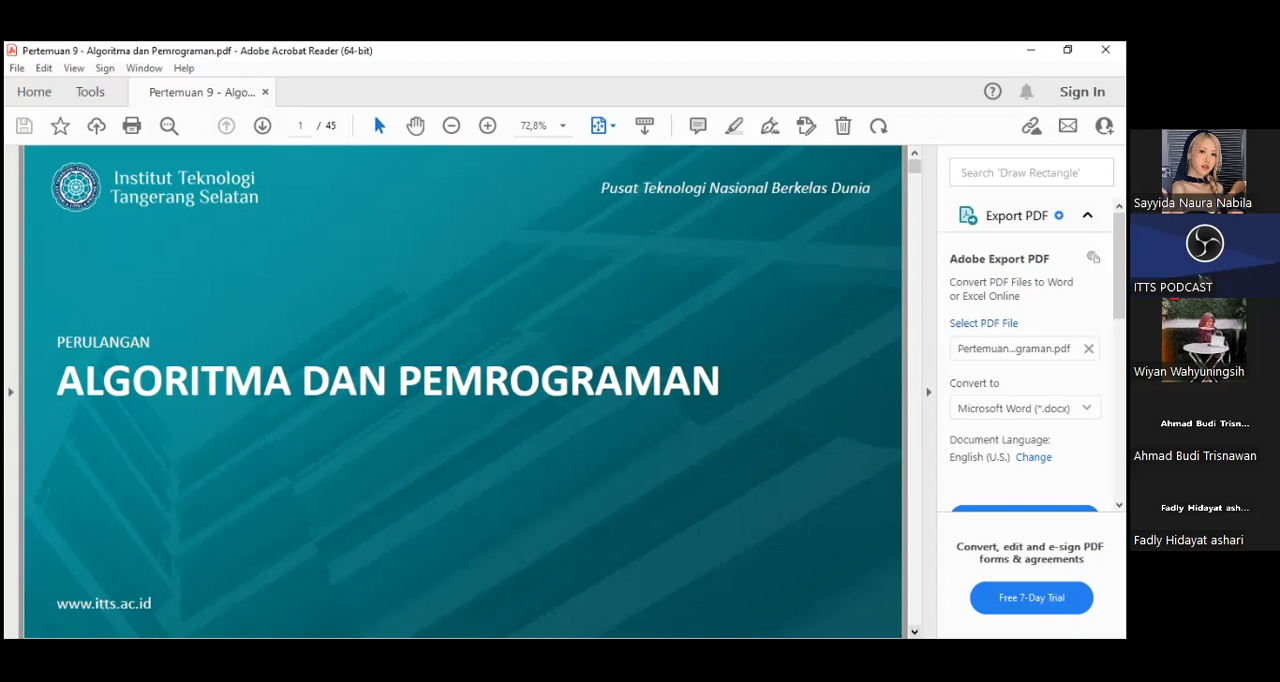 Pertemuan 9 - Algoritma dan Pemrograman.pdf - Adobe Acrobat Reader (64-bit)
File Edit View Sign Window Help
Home Tools Pertemuan 9 - Algo... × Sign In
1 / 45 72,8%
Institut Teknologi
Tangerang Selatan
Pusat Teknologi Nasional Berkelas Dunia
PERULANGAN
ALGORITMA DAN PEMROGRAMAN
www.itts.ac.id
Search 'Draw Rectangle'
Export PDF
Adobe Export PDF
Convert PDF Files to Word
or Excel Online
Select PDF File
Pertemuan...graman.pdf
Convert to
Microsoft Word (*.docx)
Document Language:
English (U.S.) Change
Convert, edit and e-sign PDF
forms & agreements
Free 7-Day Trial
Sayyida Naura Nabila
ITTS PODCAST
Wiyan Wahyuningsih
Ahmad Budi Trisn...
Ahmad Budi Trisnawan
Fadly Hidayat ash...
Fadly Hidayat ashari